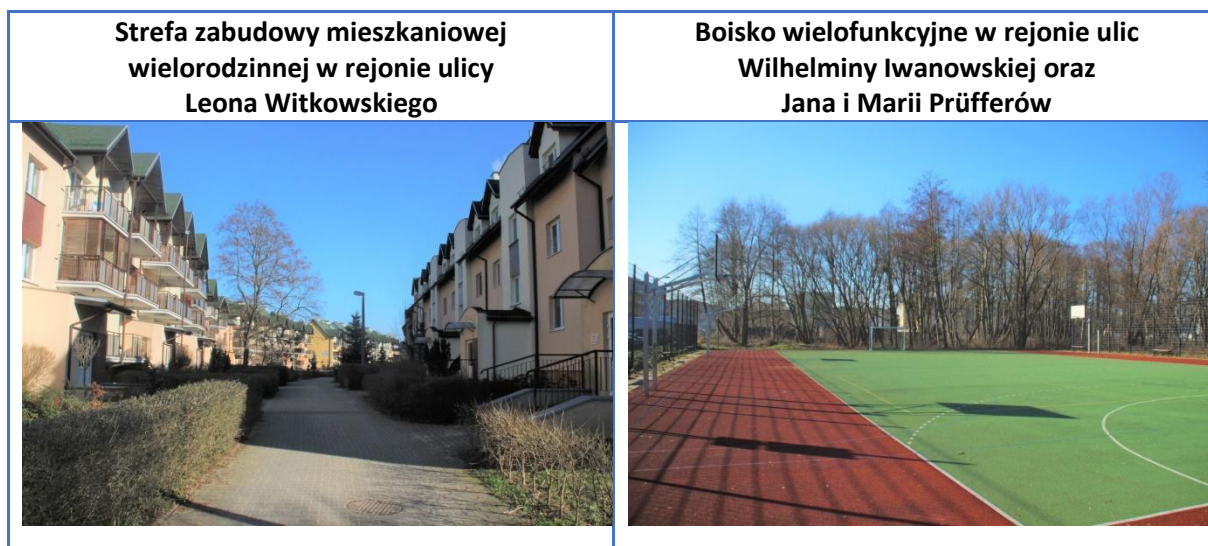 Strefa zabudowy mieszkaniowej
wielorodzinnej w rejonie ulicy
Leona Witkowskiego
Boisko wielofunkcyjne w rejonie ulic
Wilhelminy Iwanowskiej oraz
Jana i Marii Prüfferów